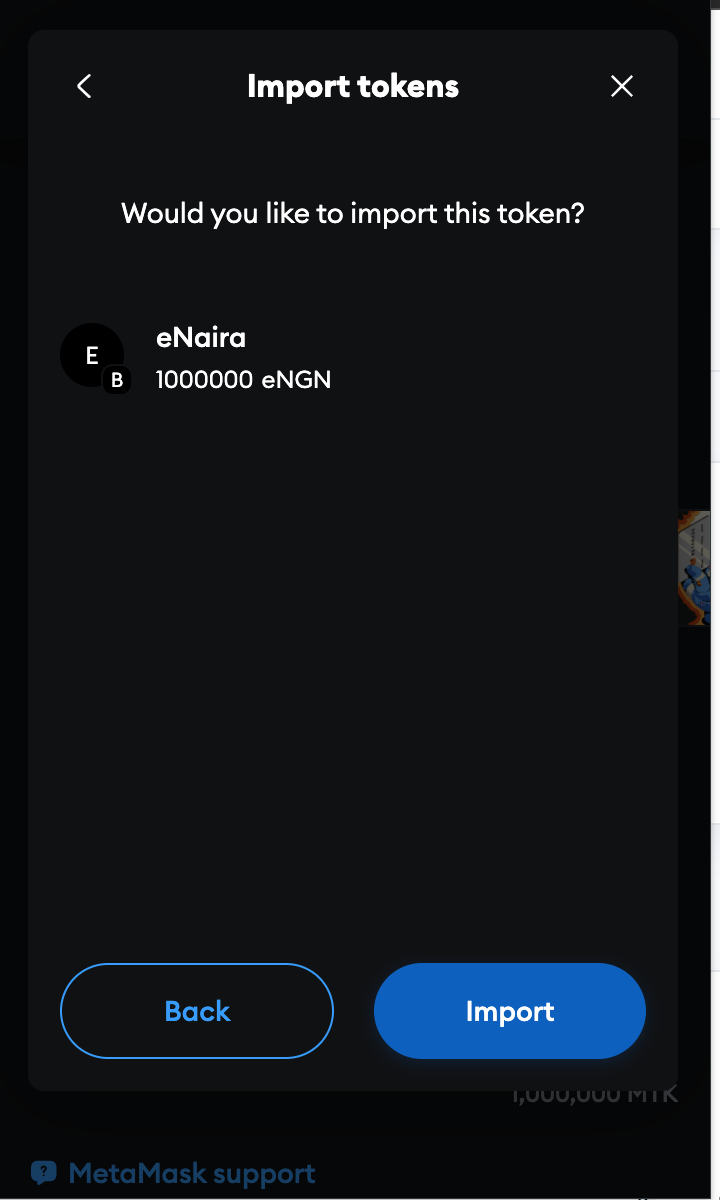 Import tokens
Would you like to import this token?
E
B
eNaira
1000000 eNGN
Back
Import
1,000,000 MTK
MetaMask support